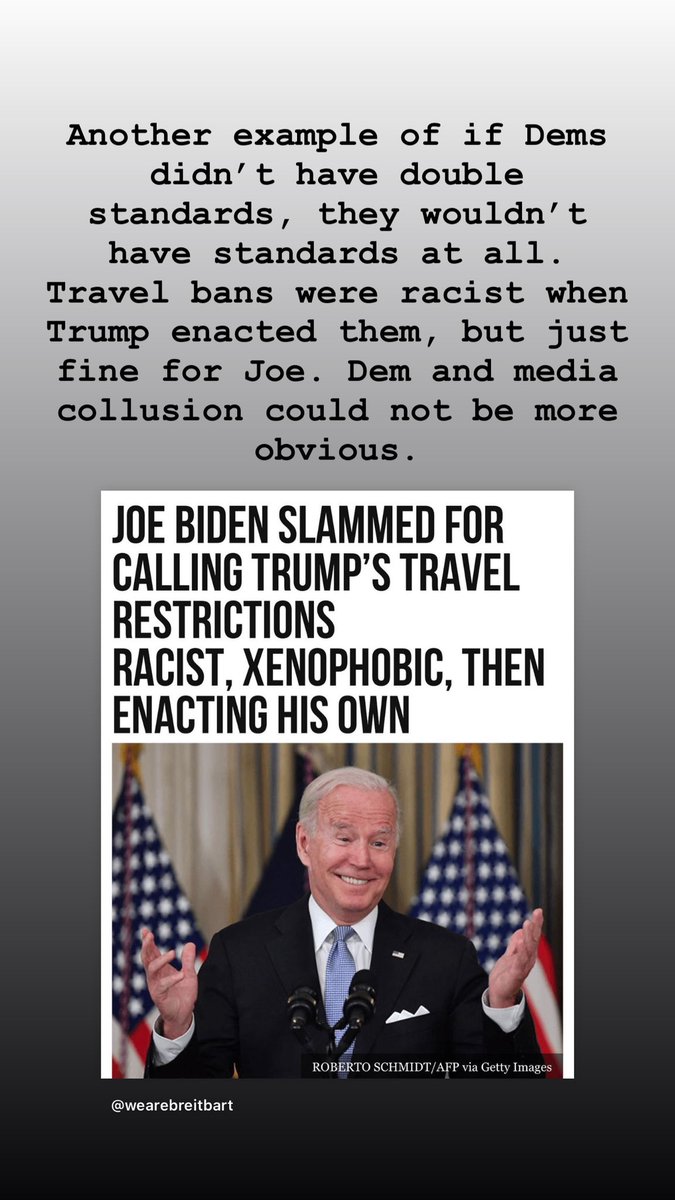 Another example of if Dems
didn’t have double
standards, they wouldn’t
have standards at all.
Travel bans were racist when
Trump enacted them, but just
fine for Joe. Dem and media
collusion could not be more
obvious.
JOE BIDEN SLAMMED FOR
CALLING TRUMP’S TRAVEL
RESTRICTIONS
RACIST, XENOPHOBIC, THEN
ENACTING HIS OWN
ROBERTO SCHMIDT/AFP via Getty Images
@wearebreitbart